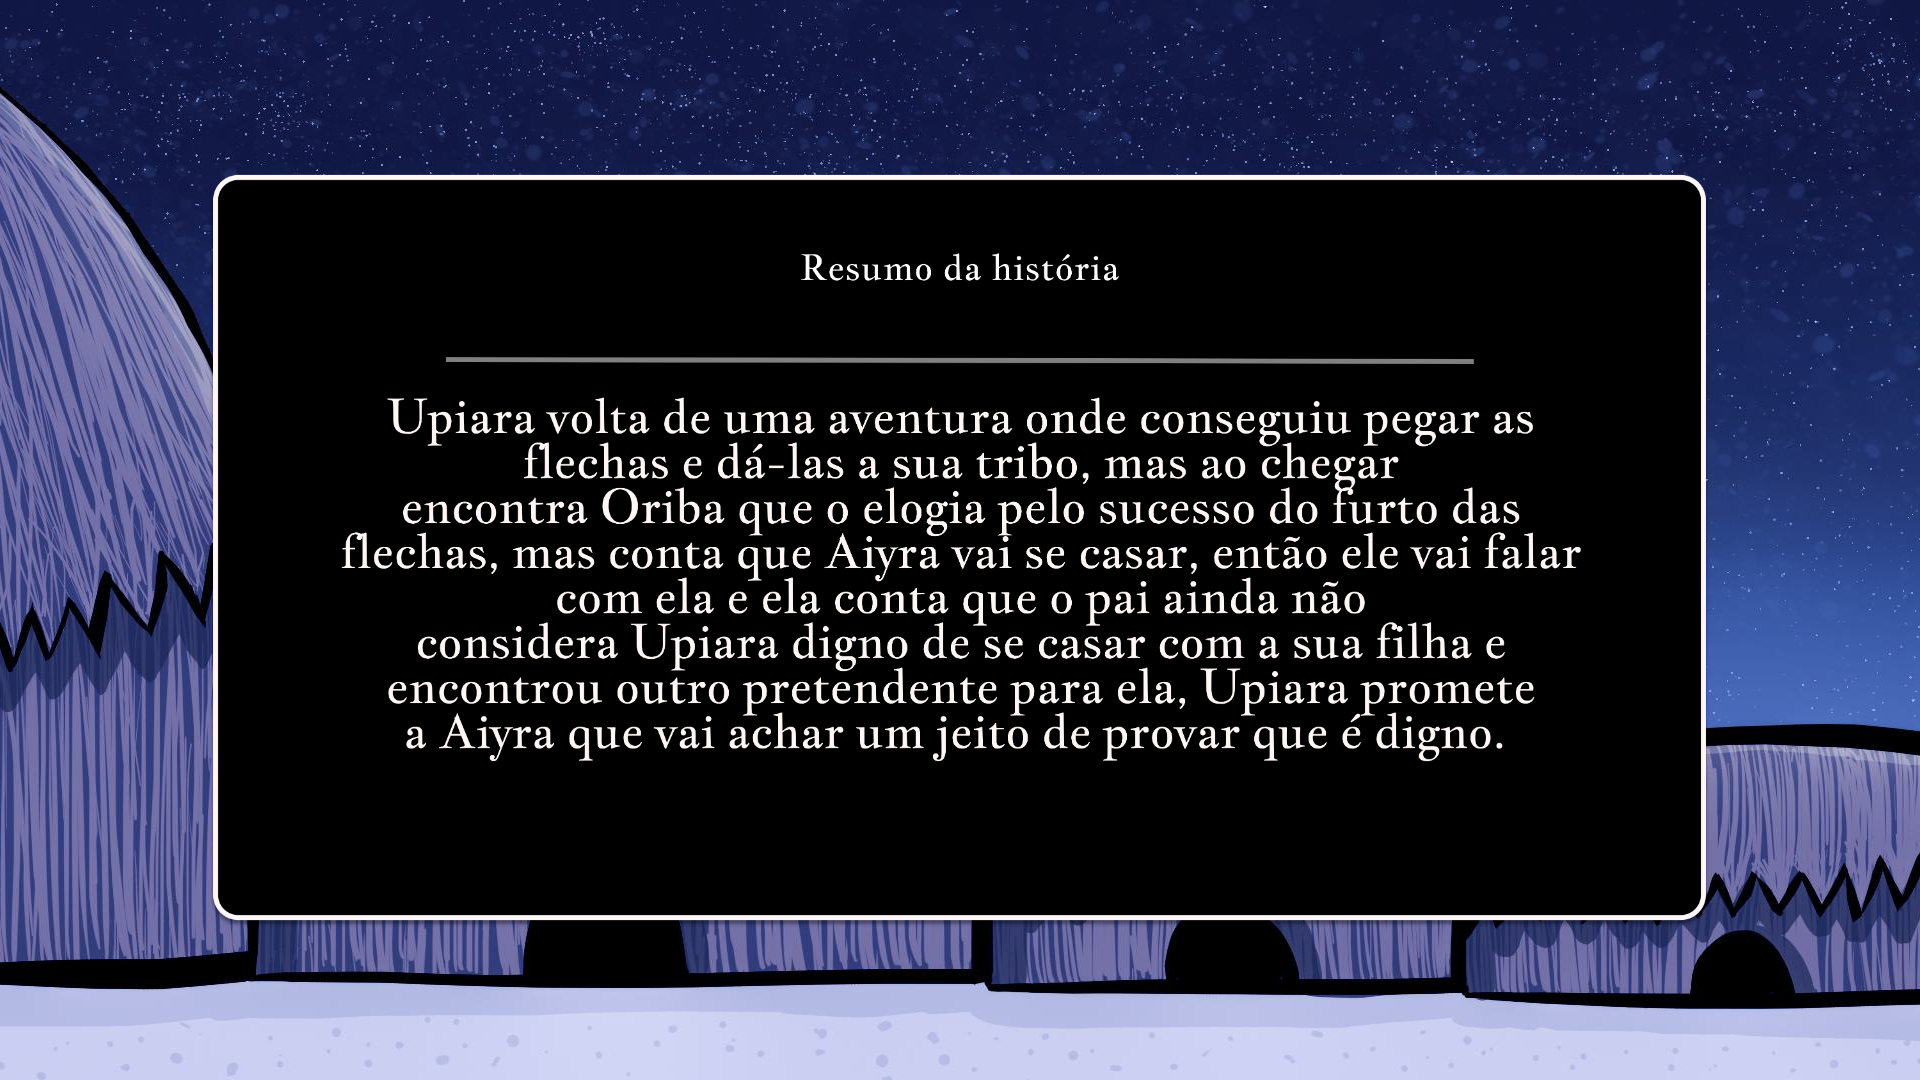 Resumo da história
Upiara volta de uma aventura onde conseguiu pegar as
flechas e dá-las a sua tribo, mas ao chegar
encontra Oriba que o elogia pelo sucesso do furto das
flechas, mas conta que Aiyra vai se casar, então ele vai falar
com ela e ela conta que o pai ainda não
considera Upiara digno de se casar com a sua filha e
encontrou outro pretendente para ela, Upiara promete
a Aiyra que vai achar um jeito de provar que é digno.